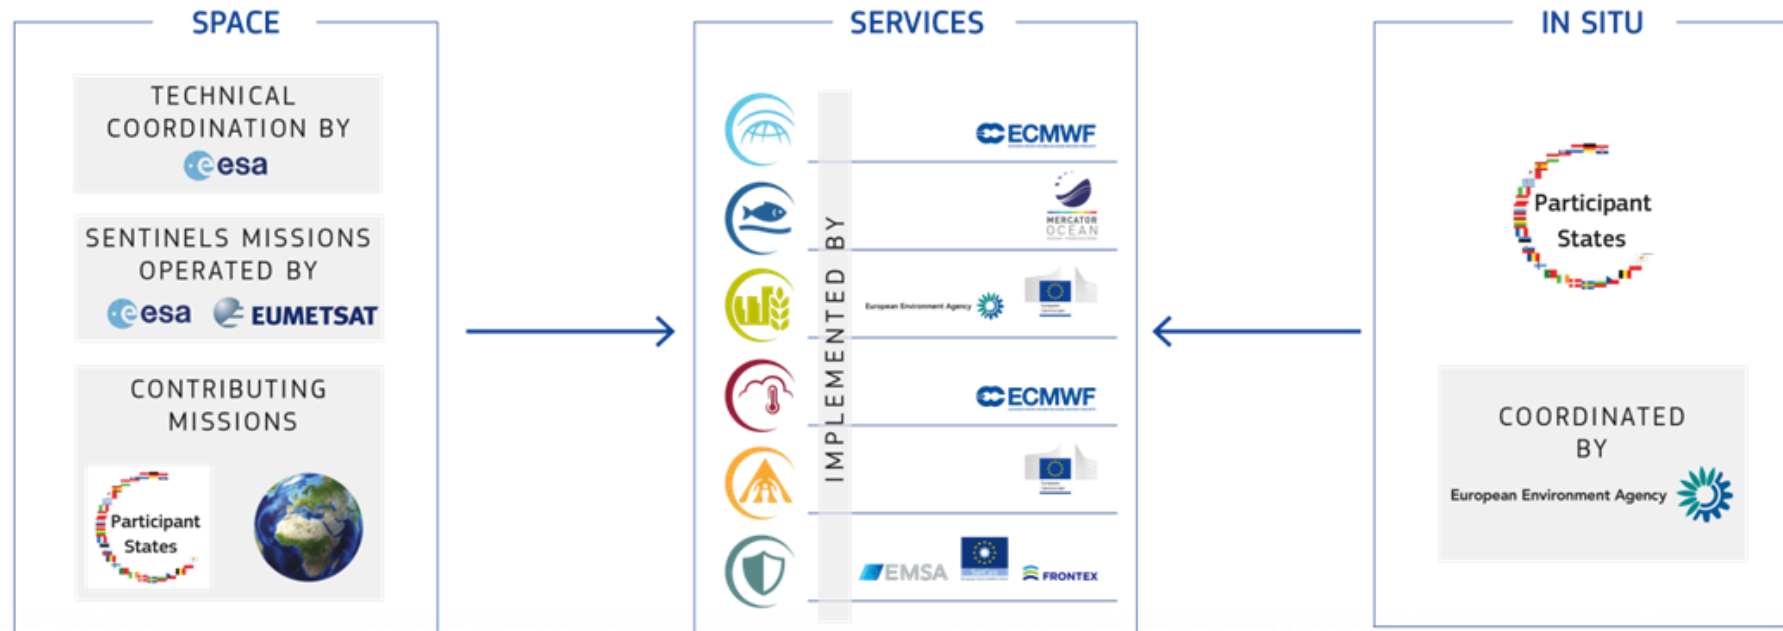 SPACE
TECHNICAL
COORDINATION BY
esa
SENTINELS MISSIONS
OPERATED BY
esa EUMETSAT
CONTRIBUTING
MISSIONS
Participant
States
SERVICES
IMPLEMENTED BY
ECMWF
MERCATOR
OCEAN
European Environment Agency
ECMWF
EMSA
FRONTEX
IN SITU
Participant
States
COORDINATED
BY
European Environment Agency